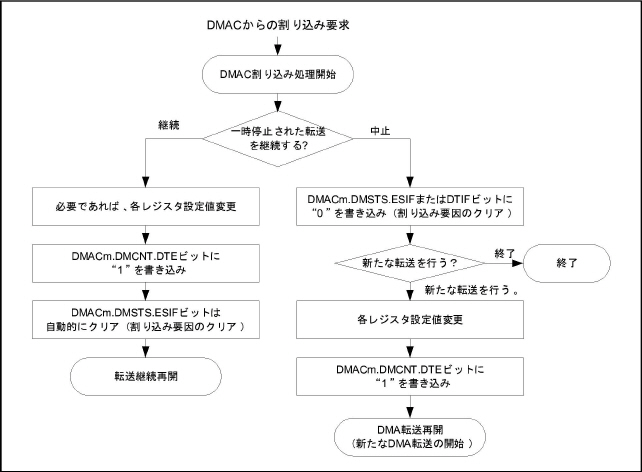 DMACからの割り込み要求
DMAC割り込み処理開始
一時停止された転送
を継続する?
継続
中止
必要であれば、各レジスタ設定値変更
DMACm.DMCNT.DTEビットに
“1”を書き込み
DMACm.DMSTS.ESIFビットは
自動的にクリア（割り込み要因のクリア）
転送継続再開
DMACm.DMSTS.ESIFまたはDTIFビットに
“0”を書き込み（割り込み要因のクリア）
新たな転送を行う？
終了
終了
新たな転送を行う。
各レジスタ設定値変更
DMACm.DMCNT.DTEビットに
“1”を書き込み
DMA転送再開
（新たなDMA転送の開始）